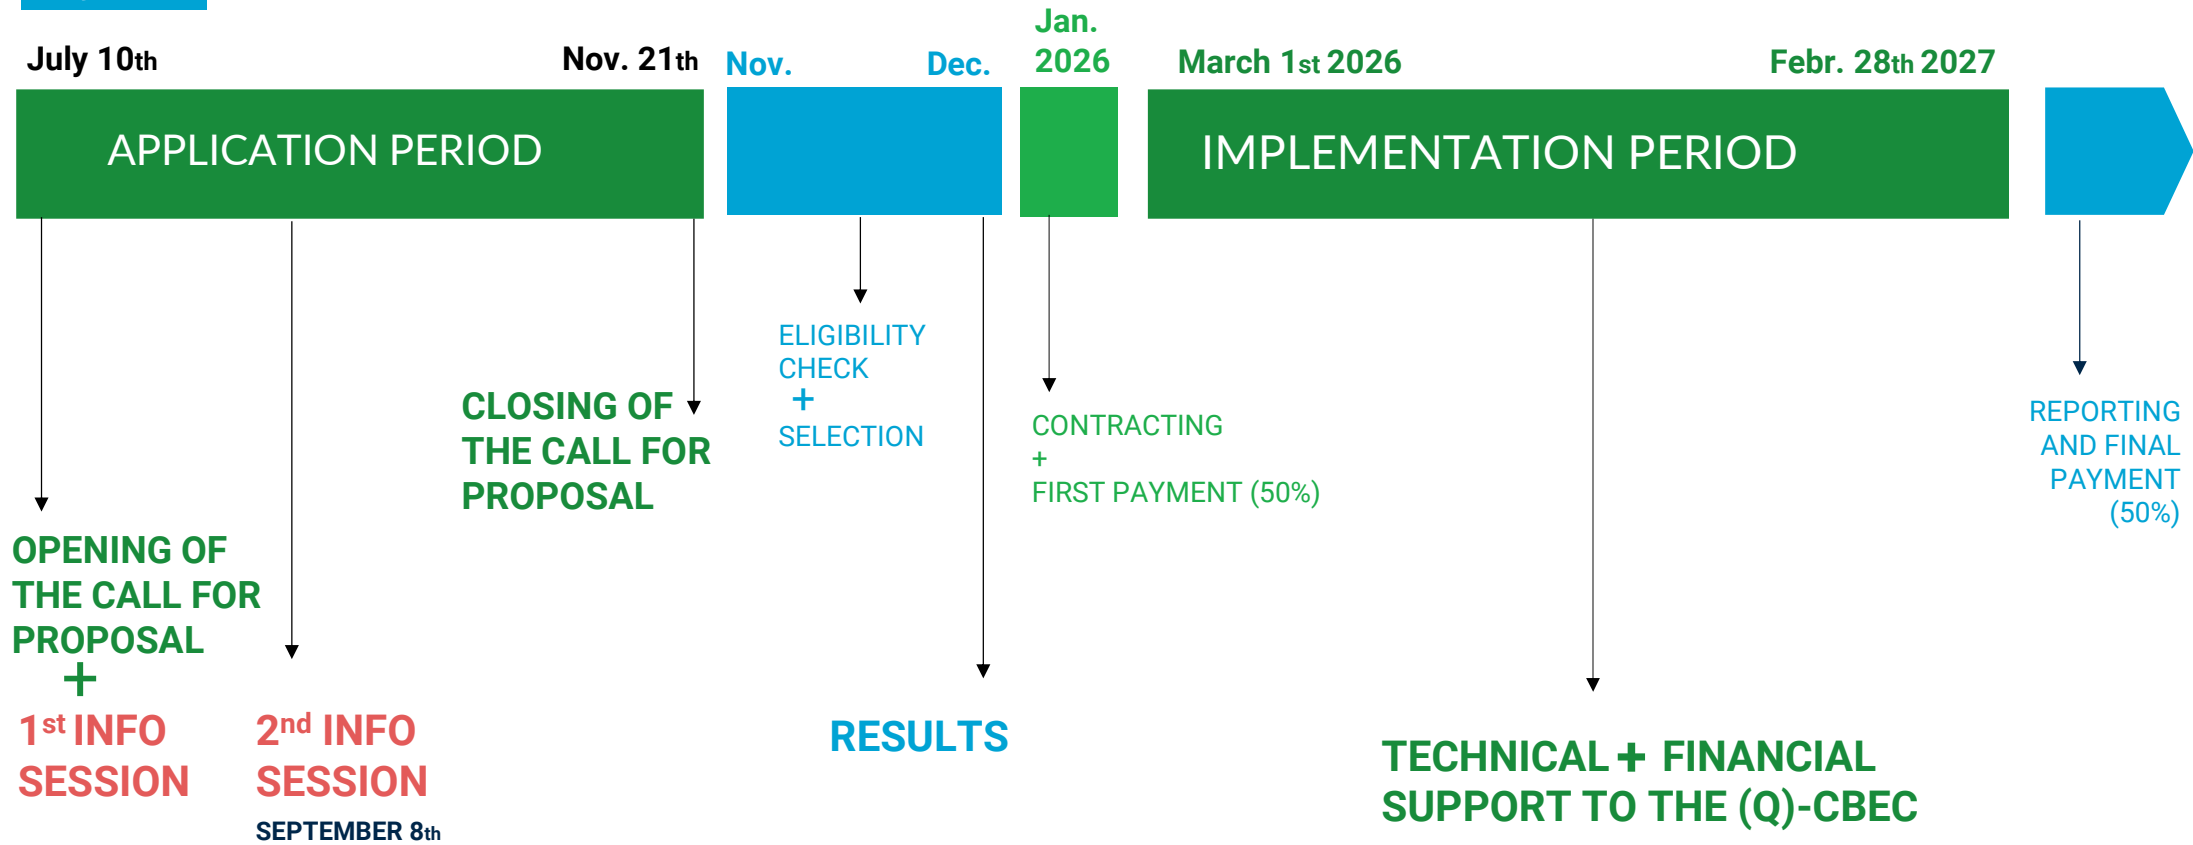 July 10th
Nov. 21th
Nov.
Dec.
Jan.
2026
March 1st 2026
Febr. 28th 2027
APPLICATION PERIOD
IMPLEMENTATION PERIOD
OPENING OF
THE CALL FOR
PROPOSAL
+
1st INFO
SESSION
2nd INFO
SESSION
SEPTEMBER 8th
CLOSING OF
THE CALL FOR
PROPOSAL
ELIGIBILITY
CHECK
+
SELECTION
RESULTS
CONTRACTING
+
FIRST PAYMENT (50%)
TECHNICAL + FINANCIAL
SUPPORT TO THE (Q)-CBEC
REPORTING
AND FINAL
PAYMENT
(50%)